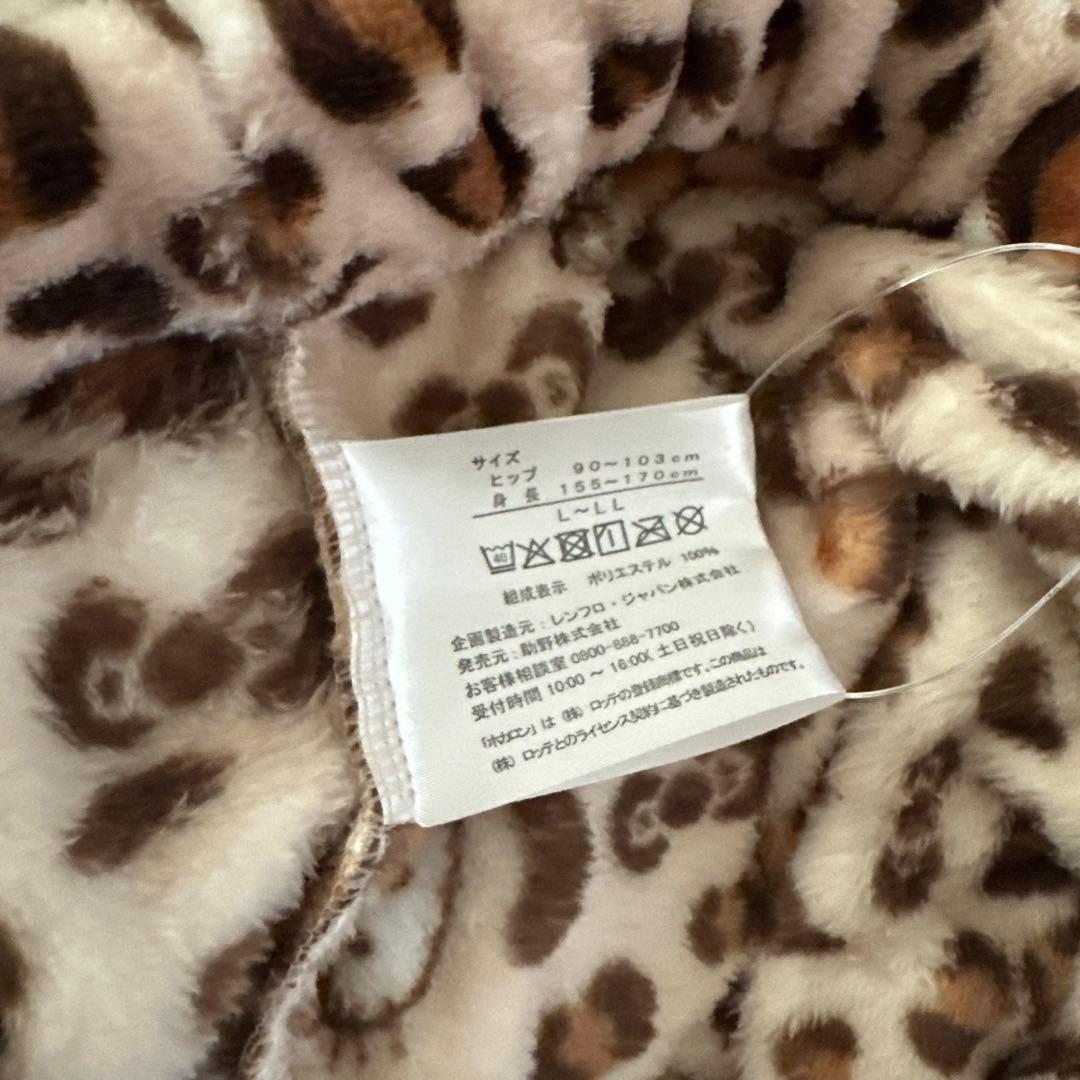 サイズ
ヒップ 90～103cm
身長 155～170cm
L～LL
40
組成表示 ポリエステル 100%
企画製造元：レンフロ・ジャパン株式会社
発売元：助野株式会社
お客様相談室 0800-888-7700
受付時間 10:00～16:00(土日祝日除く)
「ホカロン」は（株）ロッテの登録商標です。この商品は
（株）ロッテとのライセンス契約に基づき製造されたものです。